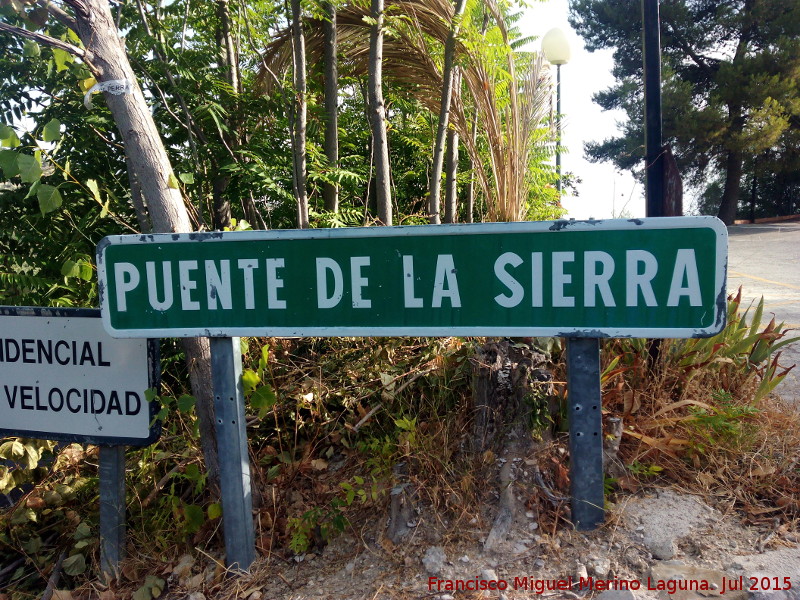 PUENTE DE LA SIERRA
IDENCIAL
VELOCIDAD
Francisco Miguel Merino Laguna. Jul 2015